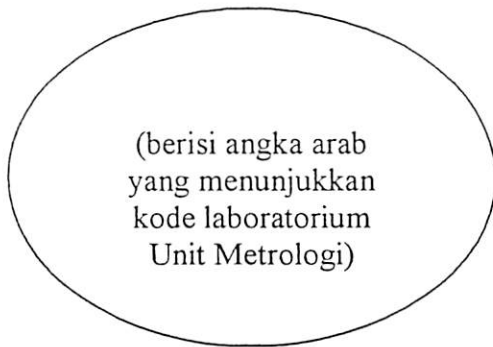 (berisi angka arab
yang menunjukkan
kode laboratorium
Unit Metrologi)